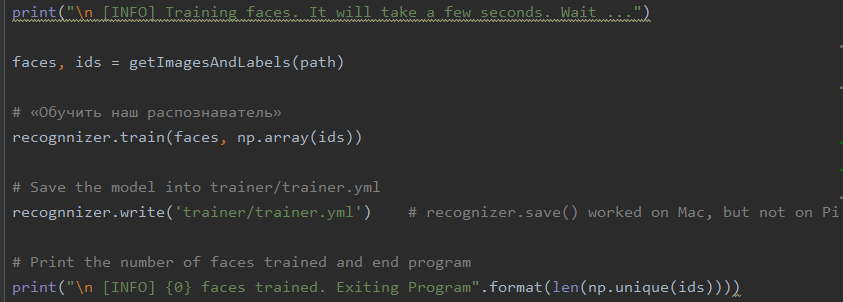 print("\n [INFO] Training faces. It will take a few seconds. Wait ...")
faces, ids = getImagesAndLabels(path)
# «Обучить наш распознаватель»
recognnizer.train(faces, np.array(ids))
# Save the model into trainer/trainer.yml
recognnizer.write('trainer/trainer.yml')    # recognizer.save() worked on Mac, but not on Pi
# Print the number of faces trained and end program
print("\n [INFO] {0} faces trained. Exiting Program".format(len(np.unique(ids))))